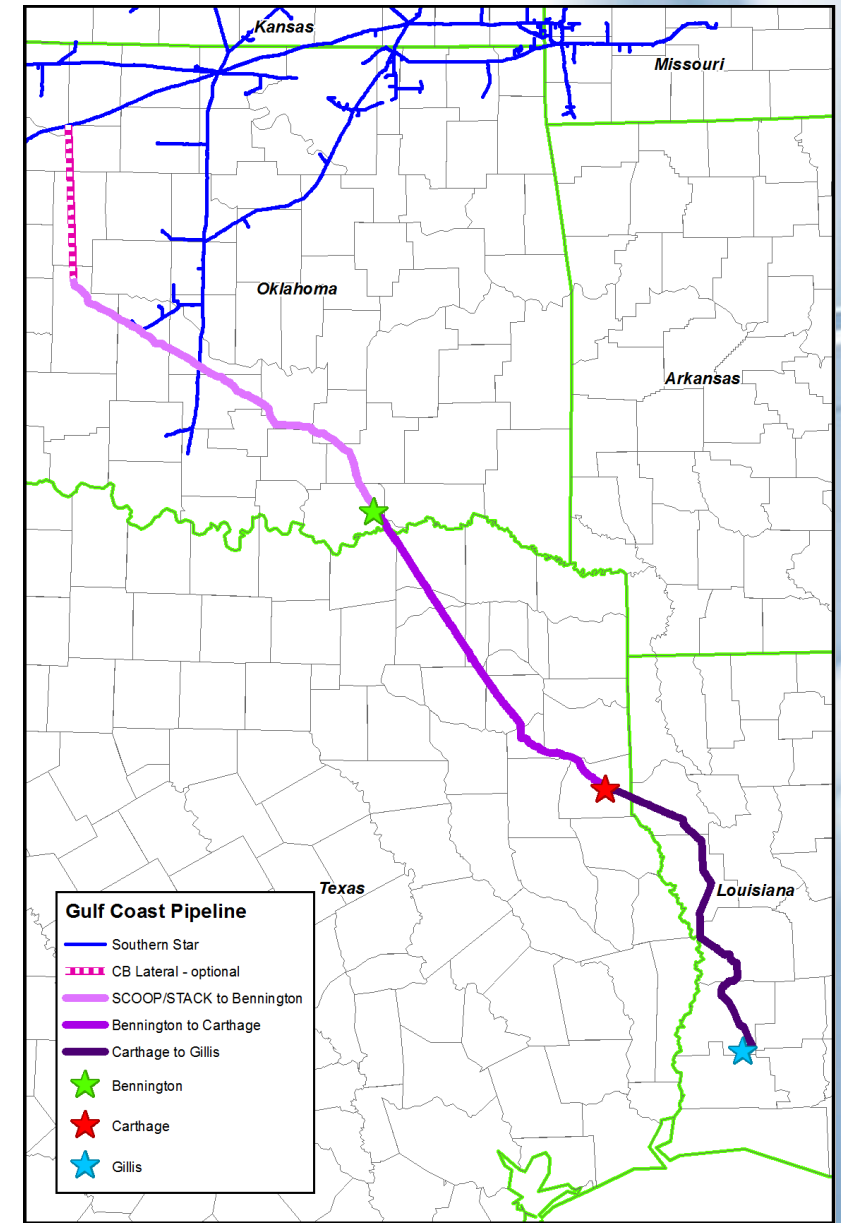 Kansas
Missouri
Oklahoma
Arkansas
Texas
Louisiana
Gulf Coast Pipeline
Southern Star
CB Lateral - optional
SCOOP/STACK to Bennington
Bennington to Carthage
Carthage to Gillis
Bennington
Carthage
Gillis